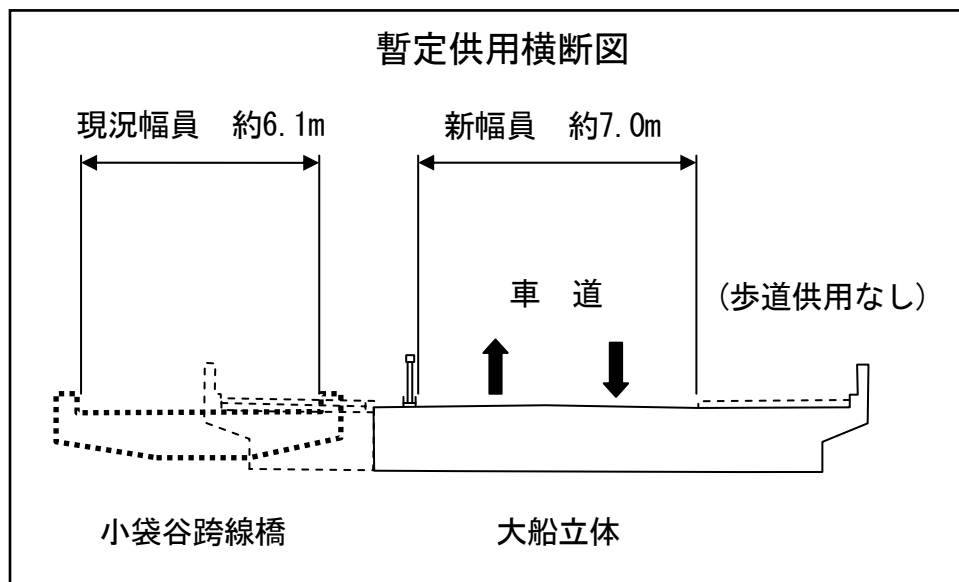 暫定供用横断図
現況幅員　約6.1m
新幅員　約7.0m
車　道
(歩道供用なし)
小袋谷跨線橋
大船立体